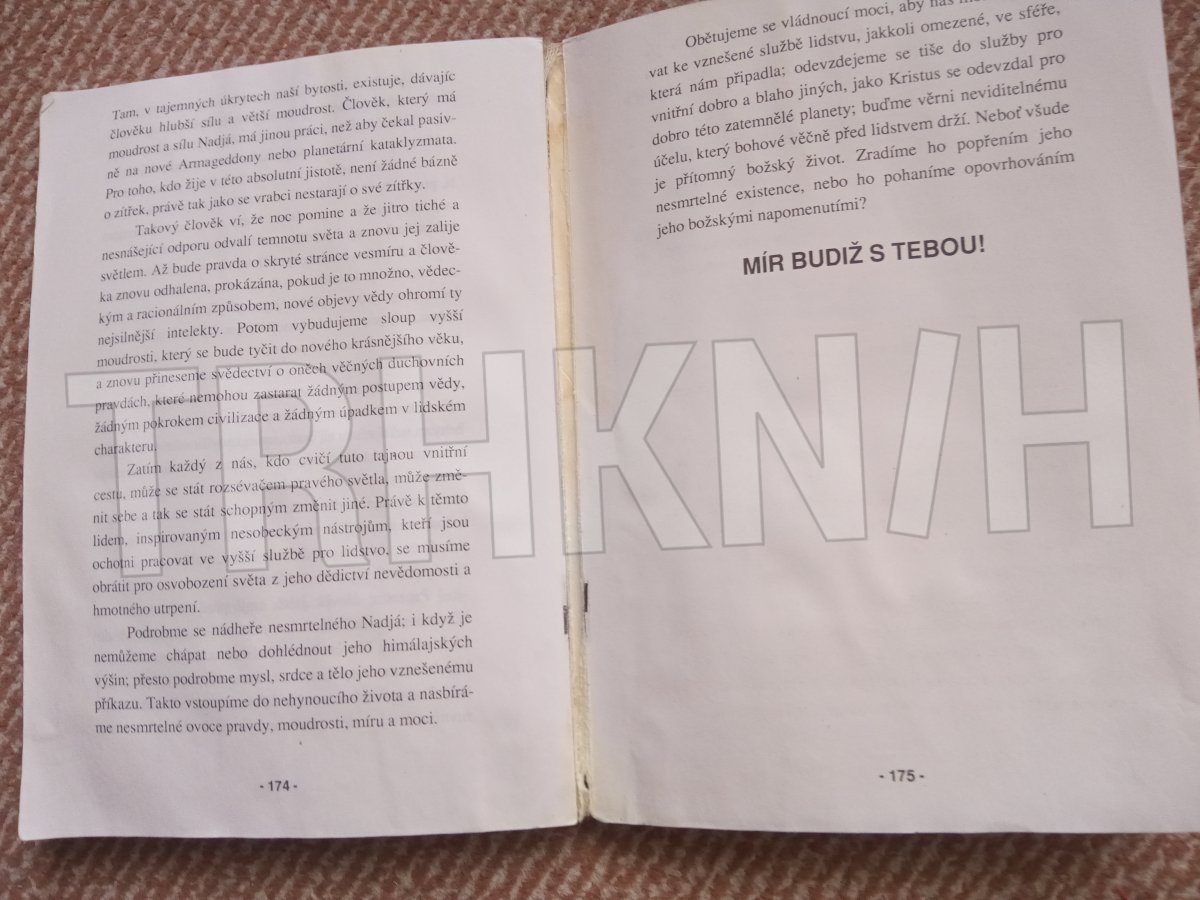 Tam, v tajemných úkrytech naší bytosti, existuje, dávajíc
člověku hlubší sílu a větší moudrost. Člověk, který má
moudrost a sílu Nadjá, má jinou práci, než aby čekal pasiv-
ně na nové Armageddony nebo planetární kataklyzmata.
Pro toho, kdo žije v této absolutní jistotě, není žádné bázně
o zítřek, právě tak jako se vrabci nestarají o své zítřky.
Takový člověk ví, že noc pomine a že jitro tiché a
nesnášející odporu odvalí temnotu světa a znovu jej zalije
světlem. Až bude pravda o skryté stránce vesmíru a člově-
ka znovu odhalena, prokázána, pokud je to možno, vědec-
kým a racionálním způsobem, nové objevy vědy ohromí ty
nejsilnější intelekty. Potom vybudujeme sloup vyšší
moudrosti, který se bude tyčit do nového krásnějšího věku,
a znovu přineseme svědectví o oněch věčných duchovních
pravdách, které nemohou zastarat žádným postupem vědy,
žádným pokrokem civilizace a žádným úpadkem v lidském
charakteru.
Zatím každý z nás, kdo cvičí tuto tajnou vnitřní
cestu, může se stát rozsévačem pravého světla, může změ-
nit sebe a tak se stát schopným změnit jiné. Právě k těmto
lidem, inspirovaným nesobeckým nástrojům, kteří jsou
ochotni pracovat ve vyšší službě pro lidstvo, se musíme
obrátit pro osvobození světa z jeho dědictví nevědomosti a
hmotného utrpení.
Podrobme se nádheře nesmrtelného Nadjá; i když je
nemůžeme chápat nebo dohlédnout jeho himálajských
výšin; přesto podrobme mysl, srdce a tělo jeho vznešenému
příkazu. Takto vstoupíme do nehynoucího života a nasbírá-
me nesmrtelné ovoce pravdy, moudrosti, míru a moci.
- 174 -
Obětujeme se vládnoucí moci, aby nás
vat ke vznešené službě lidstvu, jakkoli omezené, ve sféře,
která nám připadla; odevzdejeme se tiše do služby pro
vnitřní dobro a blaho jiných, jako Kristus se odevzdal pro
dobro této zatemnělé planety; buďme věrni neviditelnému
účelu, který bohové věčně před lidstvem drží. Neboť všude
je přítomný božský život. Zradíme ho popřením jeho
nesmrtelné existence, nebo ho pohaníme opovrhováním
jeho božskými napomenutími?
MÍR BUDIŽ S TEBOU!
- 175 -
TRHKN/H